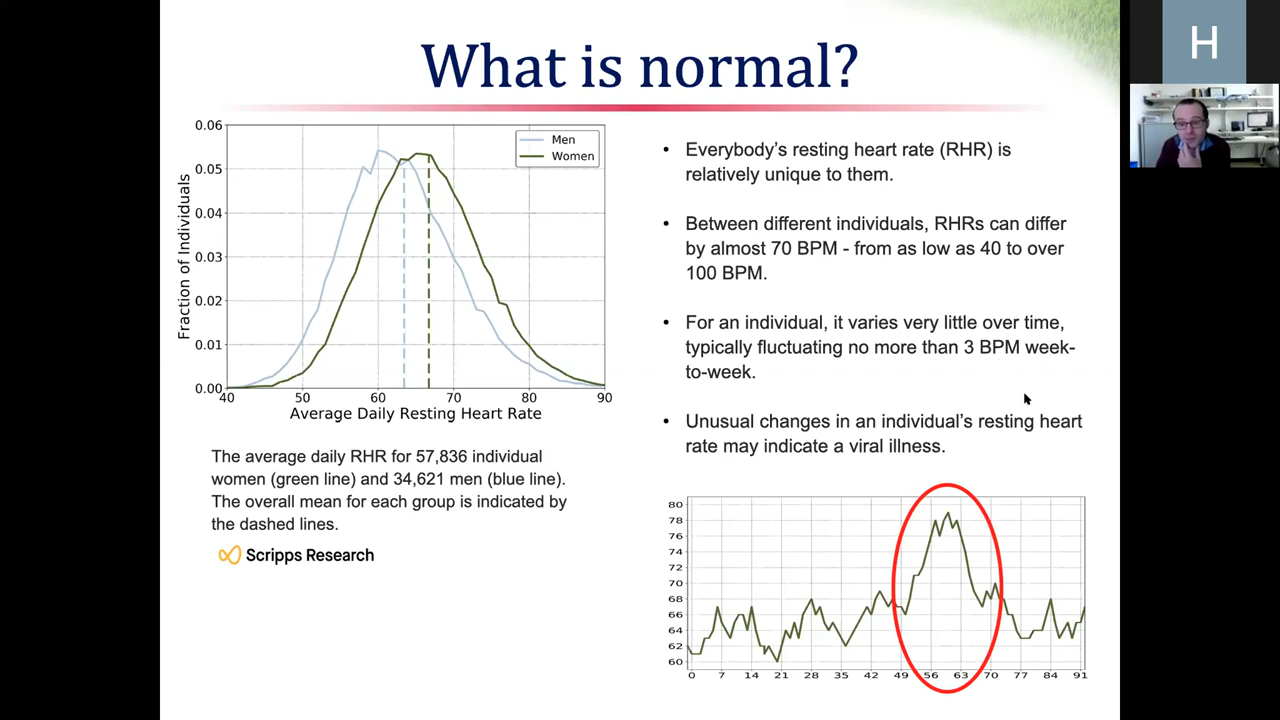 What is normal?
H
0.06
0.05
0.04
0.03
0.02
0.01
0.00
Fraction of Individuals
Men
Women
40 50 60 70 80 90
Average Daily Resting Heart Rate
The average daily RHR for 57,836 individual
women (green line) and 34,621 men (blue line).
The overall mean for each group is indicated by
the dashed lines.
Scripps Research
• Everybody's resting heart rate (RHR) is
relatively unique to them.
• Between different individuals, RHRs can differ
by almost 70 BPM - from as low as 40 to over
100 BPM.
• For an individual, it varies very little over time,
typically fluctuating no more than 3 BPM week-
to-week.
• Unusual changes in an individual's resting heart
rate may indicate a viral illness.
80
78
76
74
72
70
68
66
64
62
60
0 7 14 21 28 35 42 49 56 63 70 77 84 91